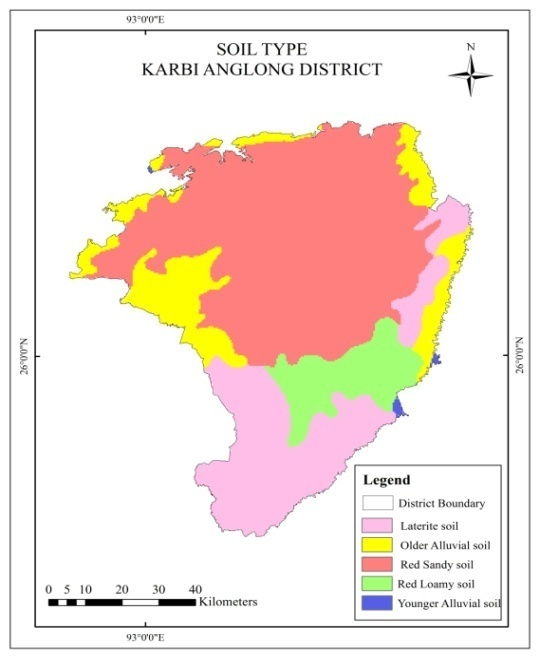 93°0'0"E
SOIL TYPE
KARBI ANGLONG DISTRICT
N
26°0'0"N
26°0'0"N
Legend
District Boundary
Laterite soil
Older Alluvial soil
Red Sandy soil
Red Loamy soil
Younger Alluvial soil
0 5 10 20 30 40
Kilometers
93°0'0"E